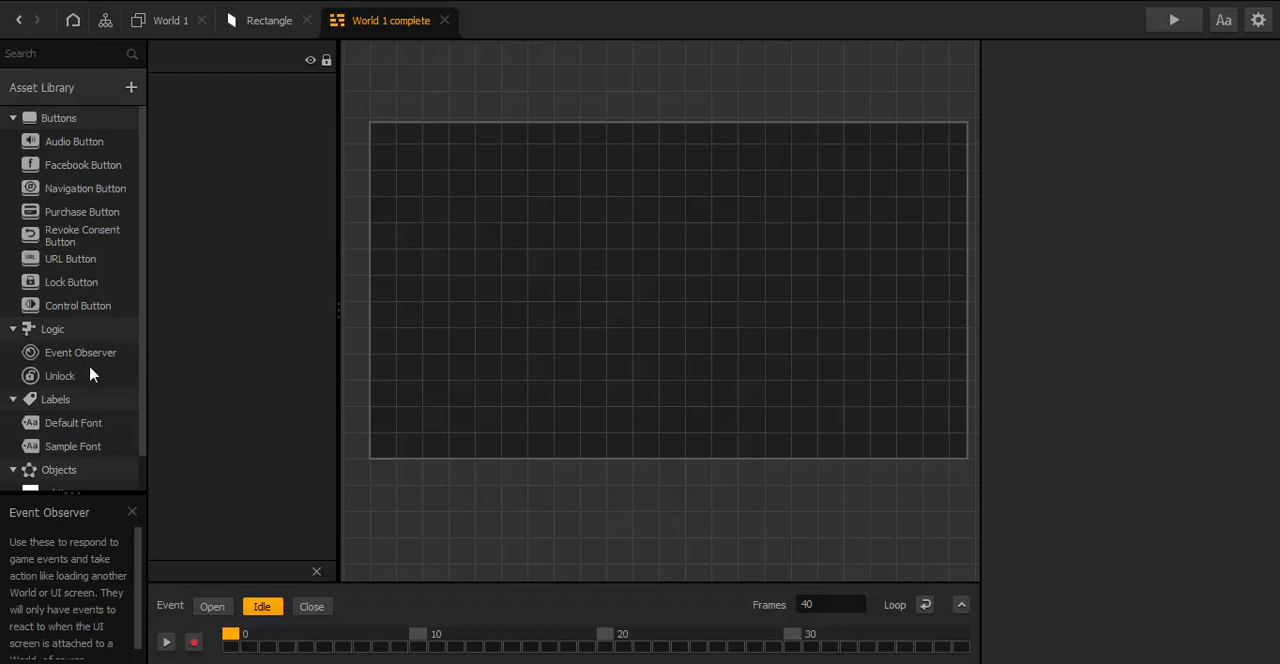 World 1
Rectangle
World 1 complete
Aa
Search
Asset Library
Buttons
Audio Button
Facebook Button
Navigation Button
Purchase Button
Revoke Consent
Button
URL Button
Lock Button
Control Button
Logic
Event Observer
Unlock
Labels
Default Font
Sample Font
Objects
Event Observer
Use these to respond to
game events and take
action like loading another
World or UI screen. They
will only have events to
react to when the UI
screen is attached to a
Event
Open
Idle
Close
Frames
40
Loop
0
10
20
30